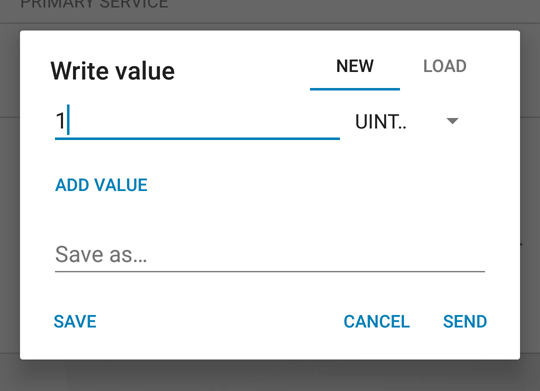 PRIMARY SERVICE
Write value
NEW
LOAD
1
UINT..
ADD VALUE
Save as...
SAVE
CANCEL
SEND